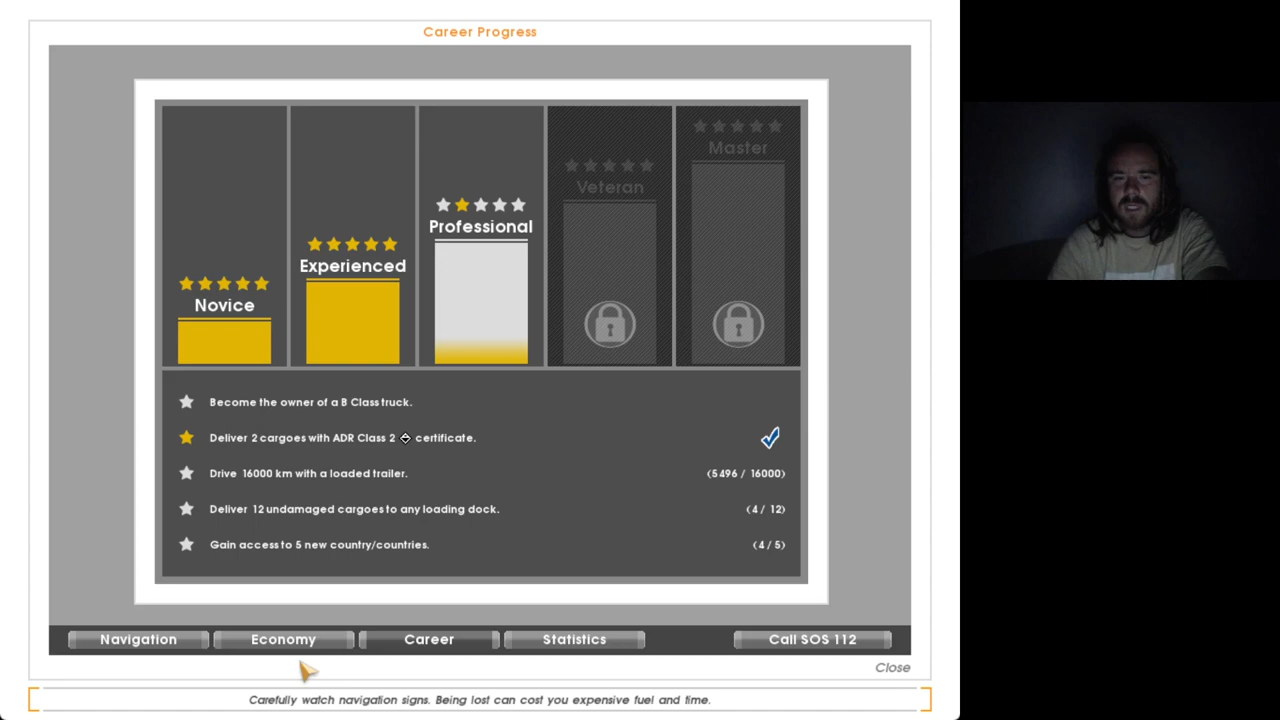 Career Progress
Master
Veteran
Professional
Experienced
Novice
Become the owner of a B Class truck.
Deliver 2 cargoes with ADR Class 2 certificate.
Drive 16000 km with a loaded trailer. (5496 / 16000)
Deliver 12 undamaged cargoes to any loading dock. (4 / 12)
Gain access to 5 new country/countries. (4 / 5)
Navigation Economy Career Statistics Call SOS 112
Close
Carefully watch navigation signs. Being lost can cost you expensive fuel and time.